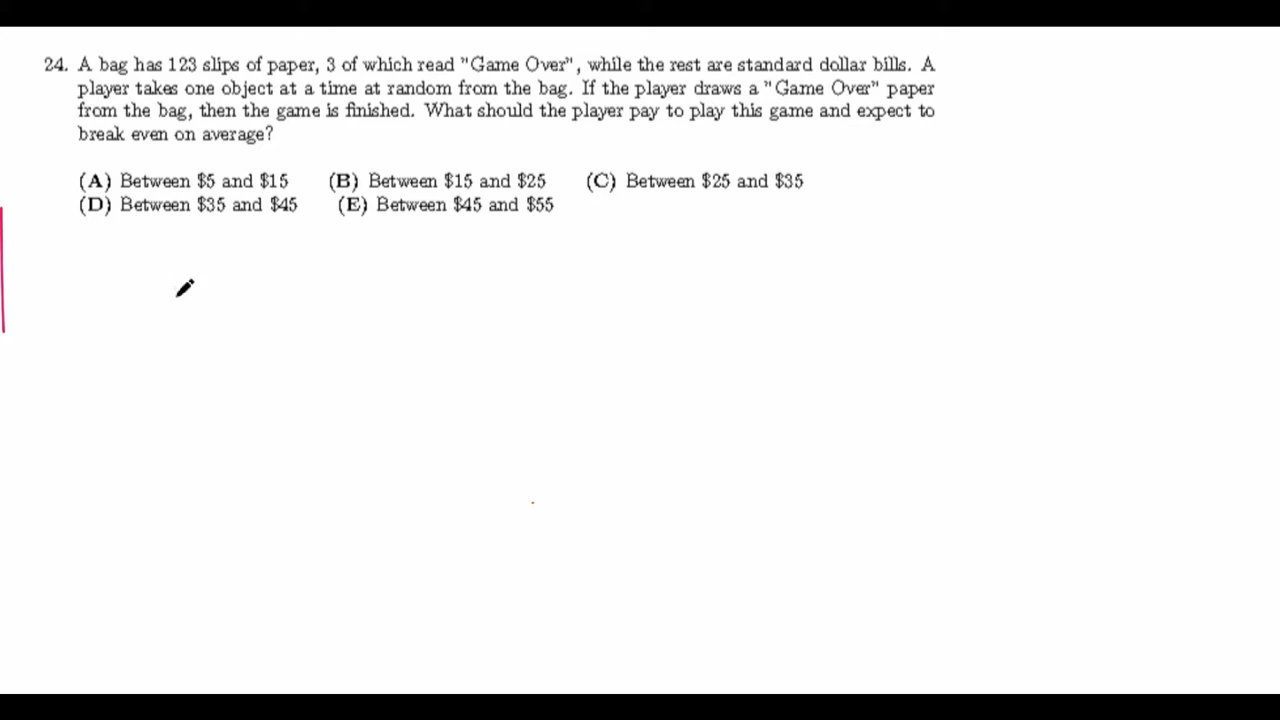 24. A bag has 123 slips of paper, 3 of which read "Game Over", while the rest are standard dollar bills. A
player takes one object at a time at random from the bag. If the player draws a "Game Over" paper
from the bag, then the game is finished. What should the player pay to play this game and expect to
break even on average?
(A) Between $5 and $15 (B) Between $15 and $25 (C) Between $25 and $35
(D) Between $35 and $45 (E) Between $45 and $55